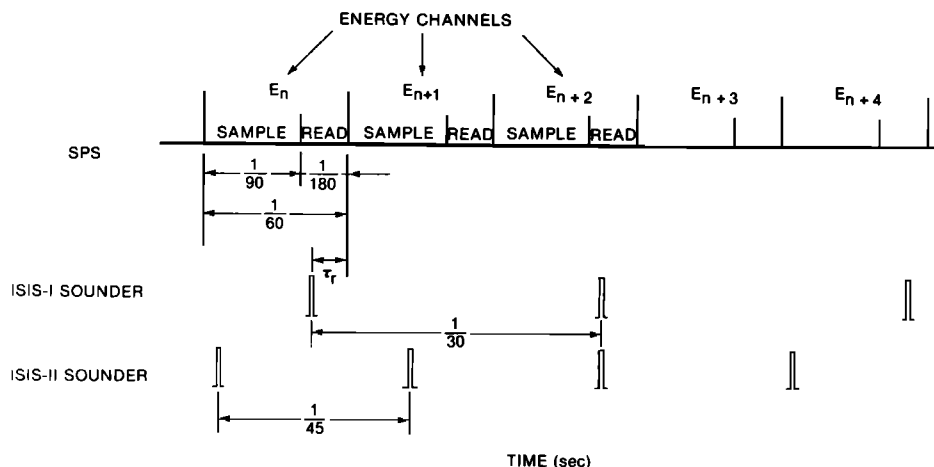 ENERGY CHANNELS
En En+1 En + 2 En + 3 En + 4
SAMPLE READ SAMPLE READ SAMPLE READ
SPS
1/90 1/180
1/60
τr
ISIS-I SOUNDER
1/30
ISIS-II SOUNDER
1/45
TIME (sec)